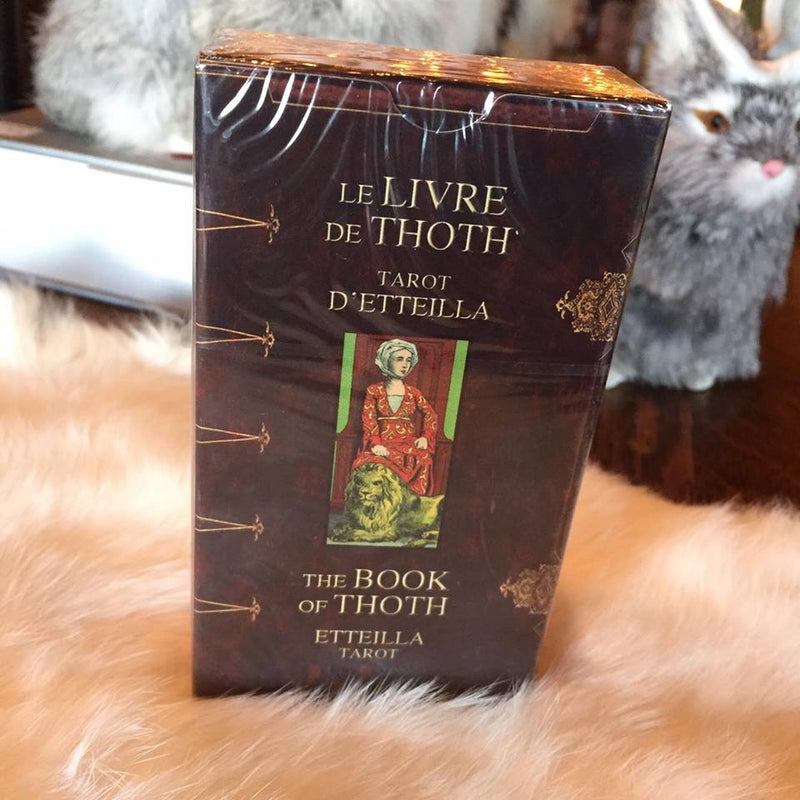 LE LIVRE
DE THOTH
TAROT
D'ETTEILLA
THE BOOK
OF THOTH
ETTEILLA
TAROT